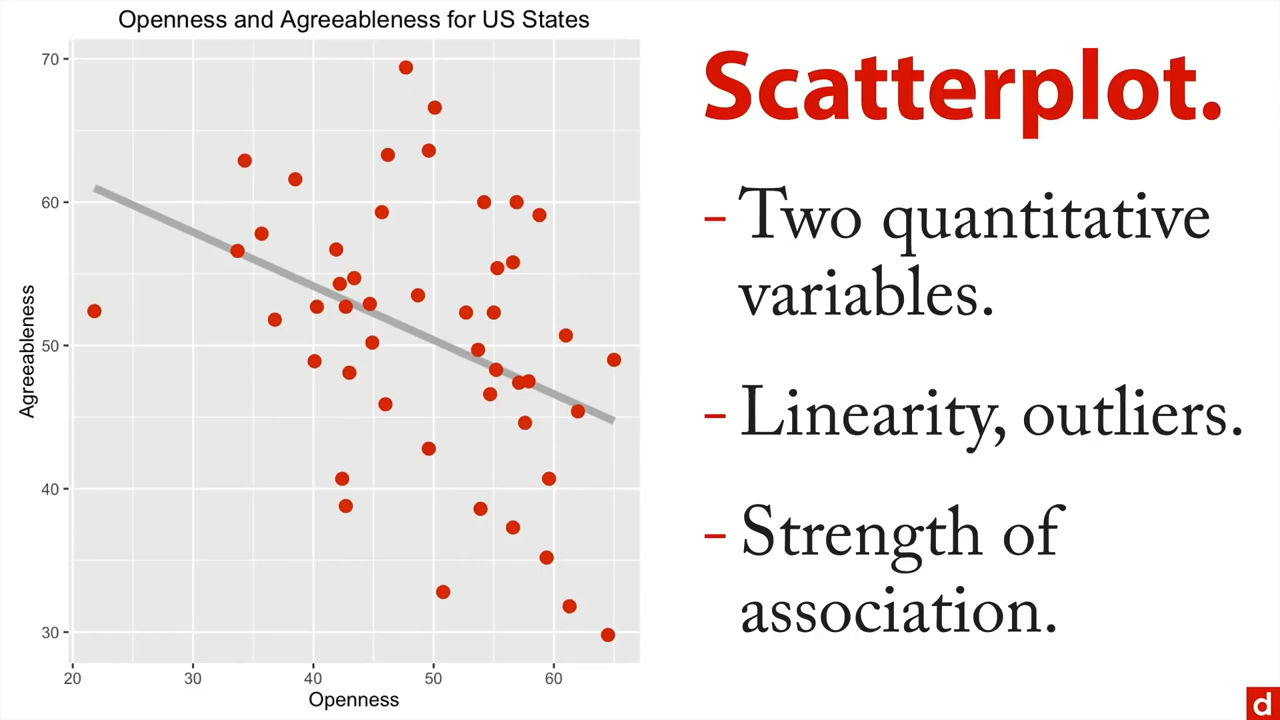 Openness and Agreeableness for US States
70
60
50
40
30
Agreeableness
20 30 40 50 60
Openness
Scatterplot.
- Two quantitative
variables.
- Linearity, outliers.
- Strength of
association.
d